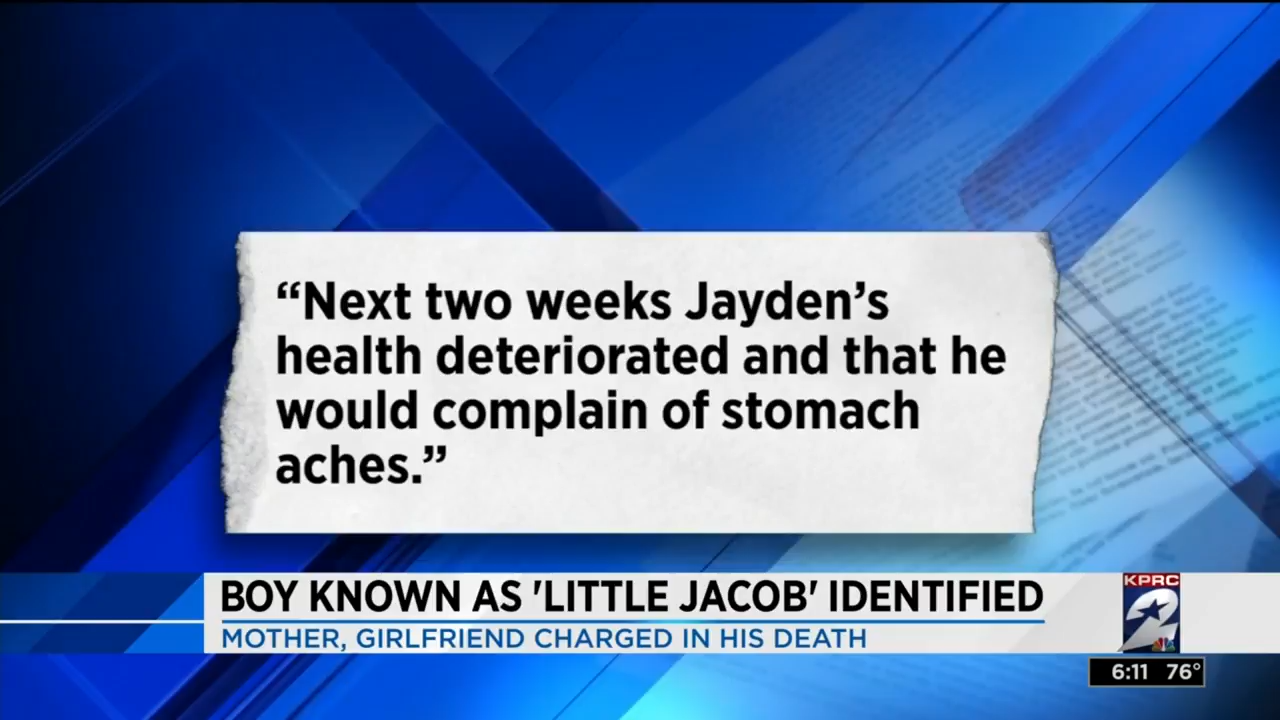 “Next two weeks Jayden’s
health deteriorated and that he
would complain of stomach
aches.”
BOY KNOWN AS 'LITTLE JACOB' IDENTIFIED
MOTHER, GIRLFRIEND CHARGED IN HIS DEATH
KPRC
2
6:11 76°